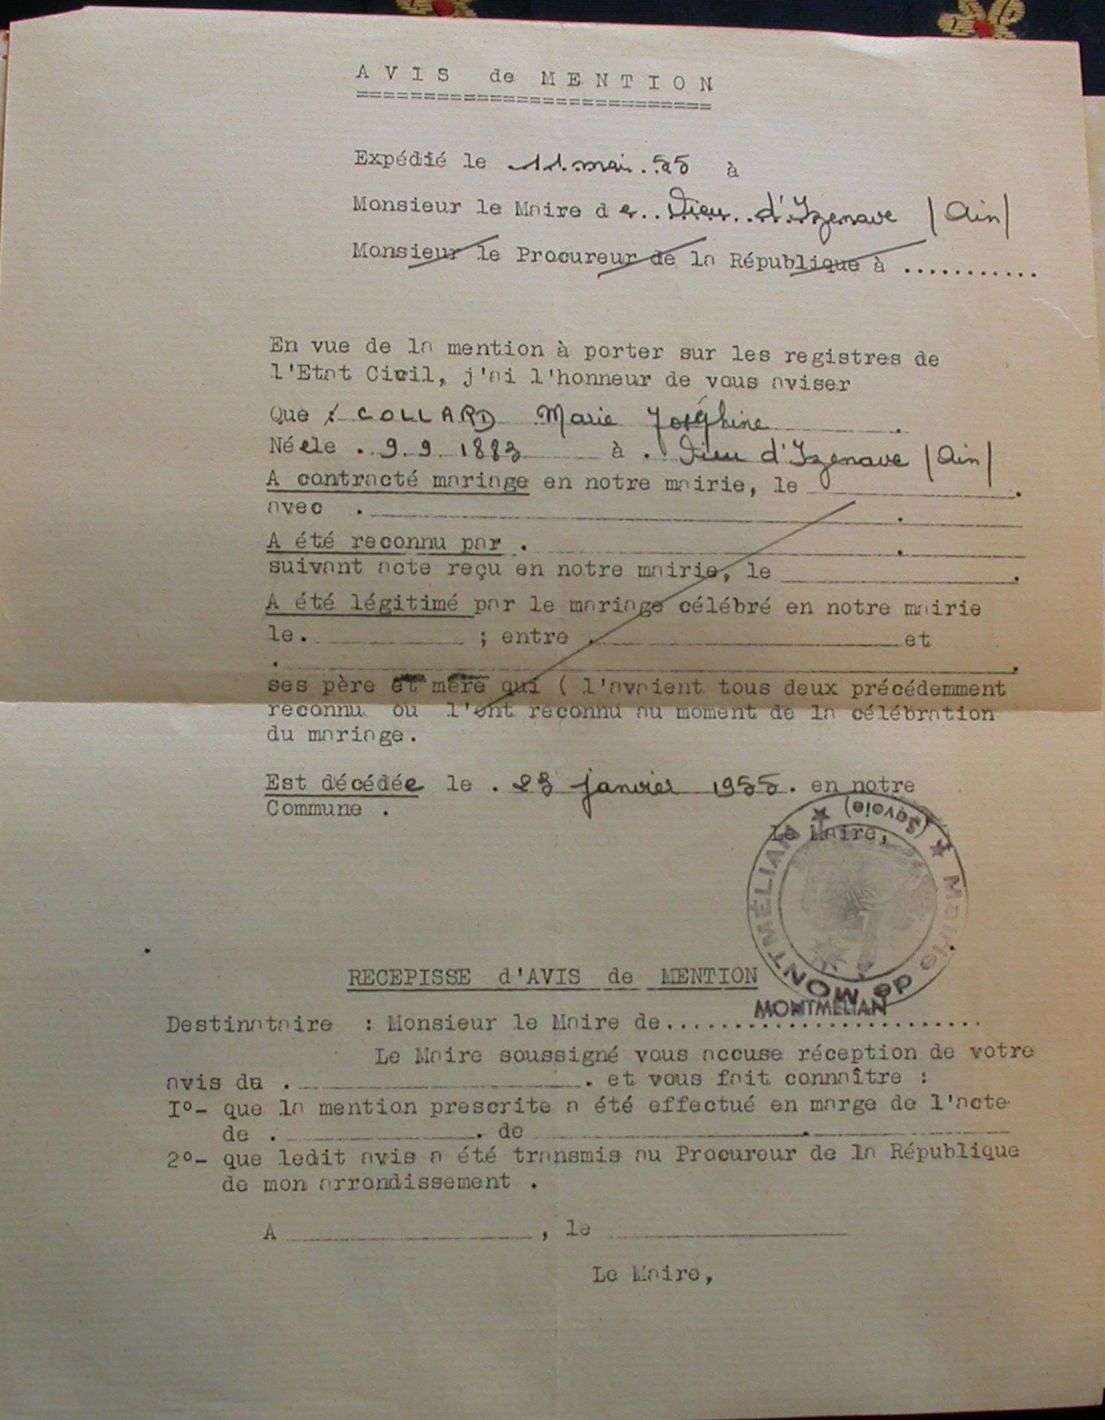 AVIS de MENTION
Expédié le 11 mai 55 à
Monsieur le Maire de Vieu d'Izenave (Ain)
Monsieur le Procureur de la République à ...........
En vue de la mention à porter sur les registres de
l'Etat Civil, j'ai l'honneur de vous aviser
Que : COLLARD Marie Joséphine .
Née le . 9 9 1883 à . Vieu d'Izenave (Ain)
A contracté mariage en notre mairie, le .
avec . .
A été reconnu par . .
suivant acte reçu en notre mairie, le .
A été légitimé par le mariage célébré en notre mairie
le. ; entre . et
. .
ses père et mère qui ( l'avaient tous deux précédemment
reconnu ou l'ont reconnu au moment de la célébration
du mariage.
Est décédée le . 23 janvier 1955 . en notre
Commune .
Le Maire,
Mairie de MONTMÉLIAN (Savoie)
MONTMELIAN
RECEPISSE d'AVIS de MENTION
Destinataire : Monsieur le Maire de.......................
Le Maire soussigné vous accuse réception de votre
avis du . . et vous fait connaître :
I°- que la mention prescrite a été effectué en marge de l'acte
de . . de .
2°- que ledit avis a été transmis au Procureur de la République
de mon arrondissement .
A , le
Le Maire,